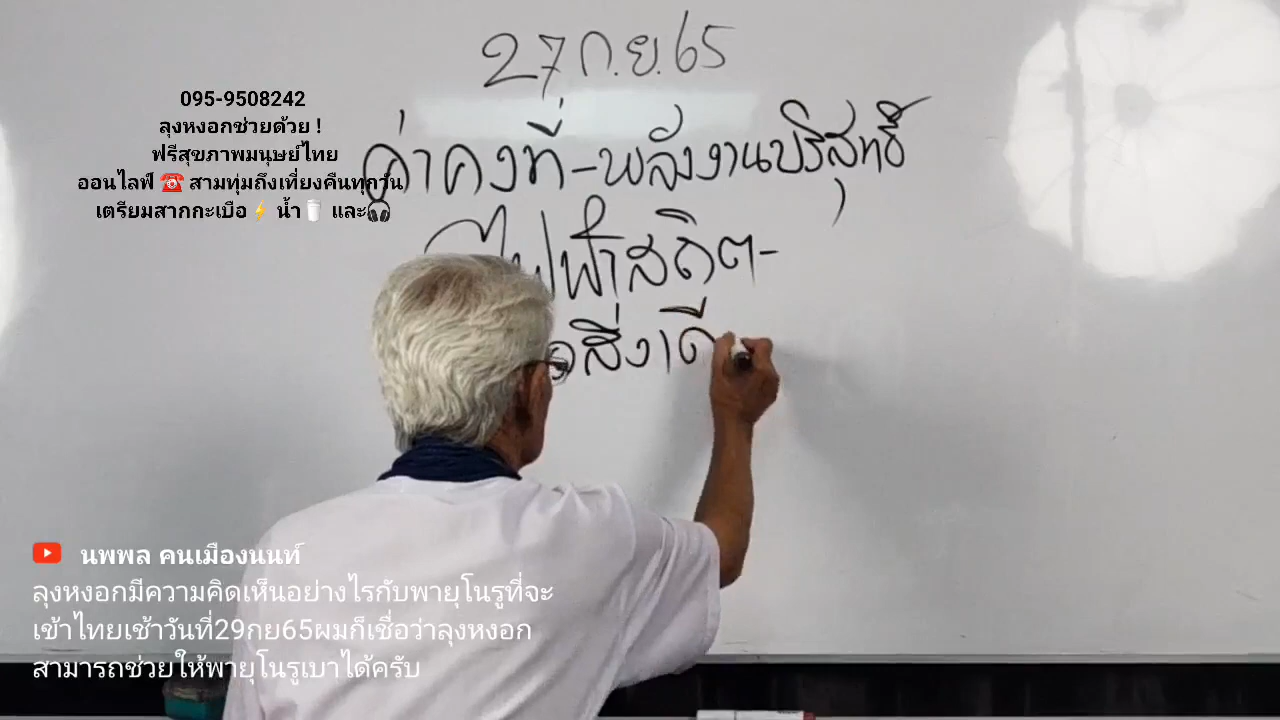 27 ก.ย.65
095-9508242
ลุงหงอกช่วยด้วย !
ฟรีสุขภาพมนุษย์ไทย
ออนไลฟ์ ☎️ สามทุ่มถึงเที่ยงคืนทุกวัน
เตรียมสากกะเบือ⚡ น้ำ🥛 และ🎧
ค่าคงที่-พลังงานบริสุทธิ์
ไฟฟ้าสถิต-
สิ่งเดี
นพพล คนเมืองนนท์
ลุงหงอกมีความคิดเห็นอย่างไรกับพายุโนรูที่จะ
เข้าไทยเช้าวันที่29กย65ผมก็เชื่อว่าลุงหงอก
สามารถช่วยให้พายุโนรูเบาได้ครับ